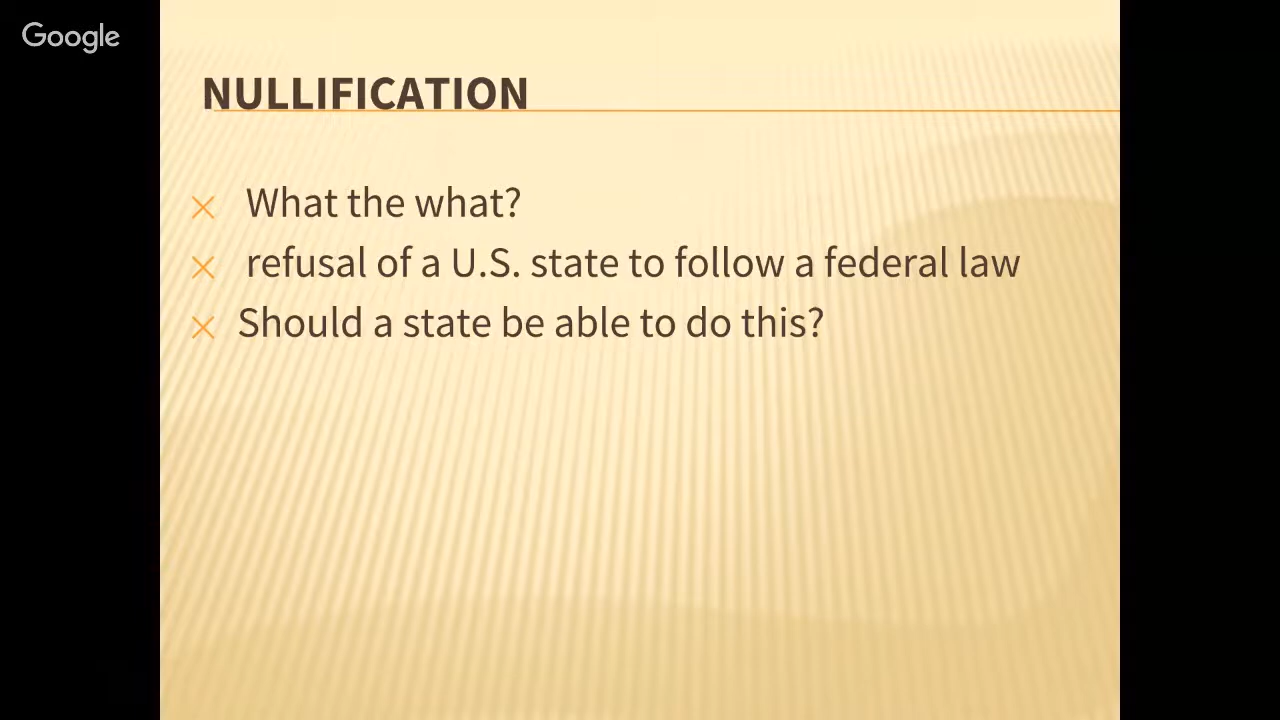 Google
NULLIFICATION
What the what?
refusal of a U.S. state to follow a federal law
Should a state be able to do this?